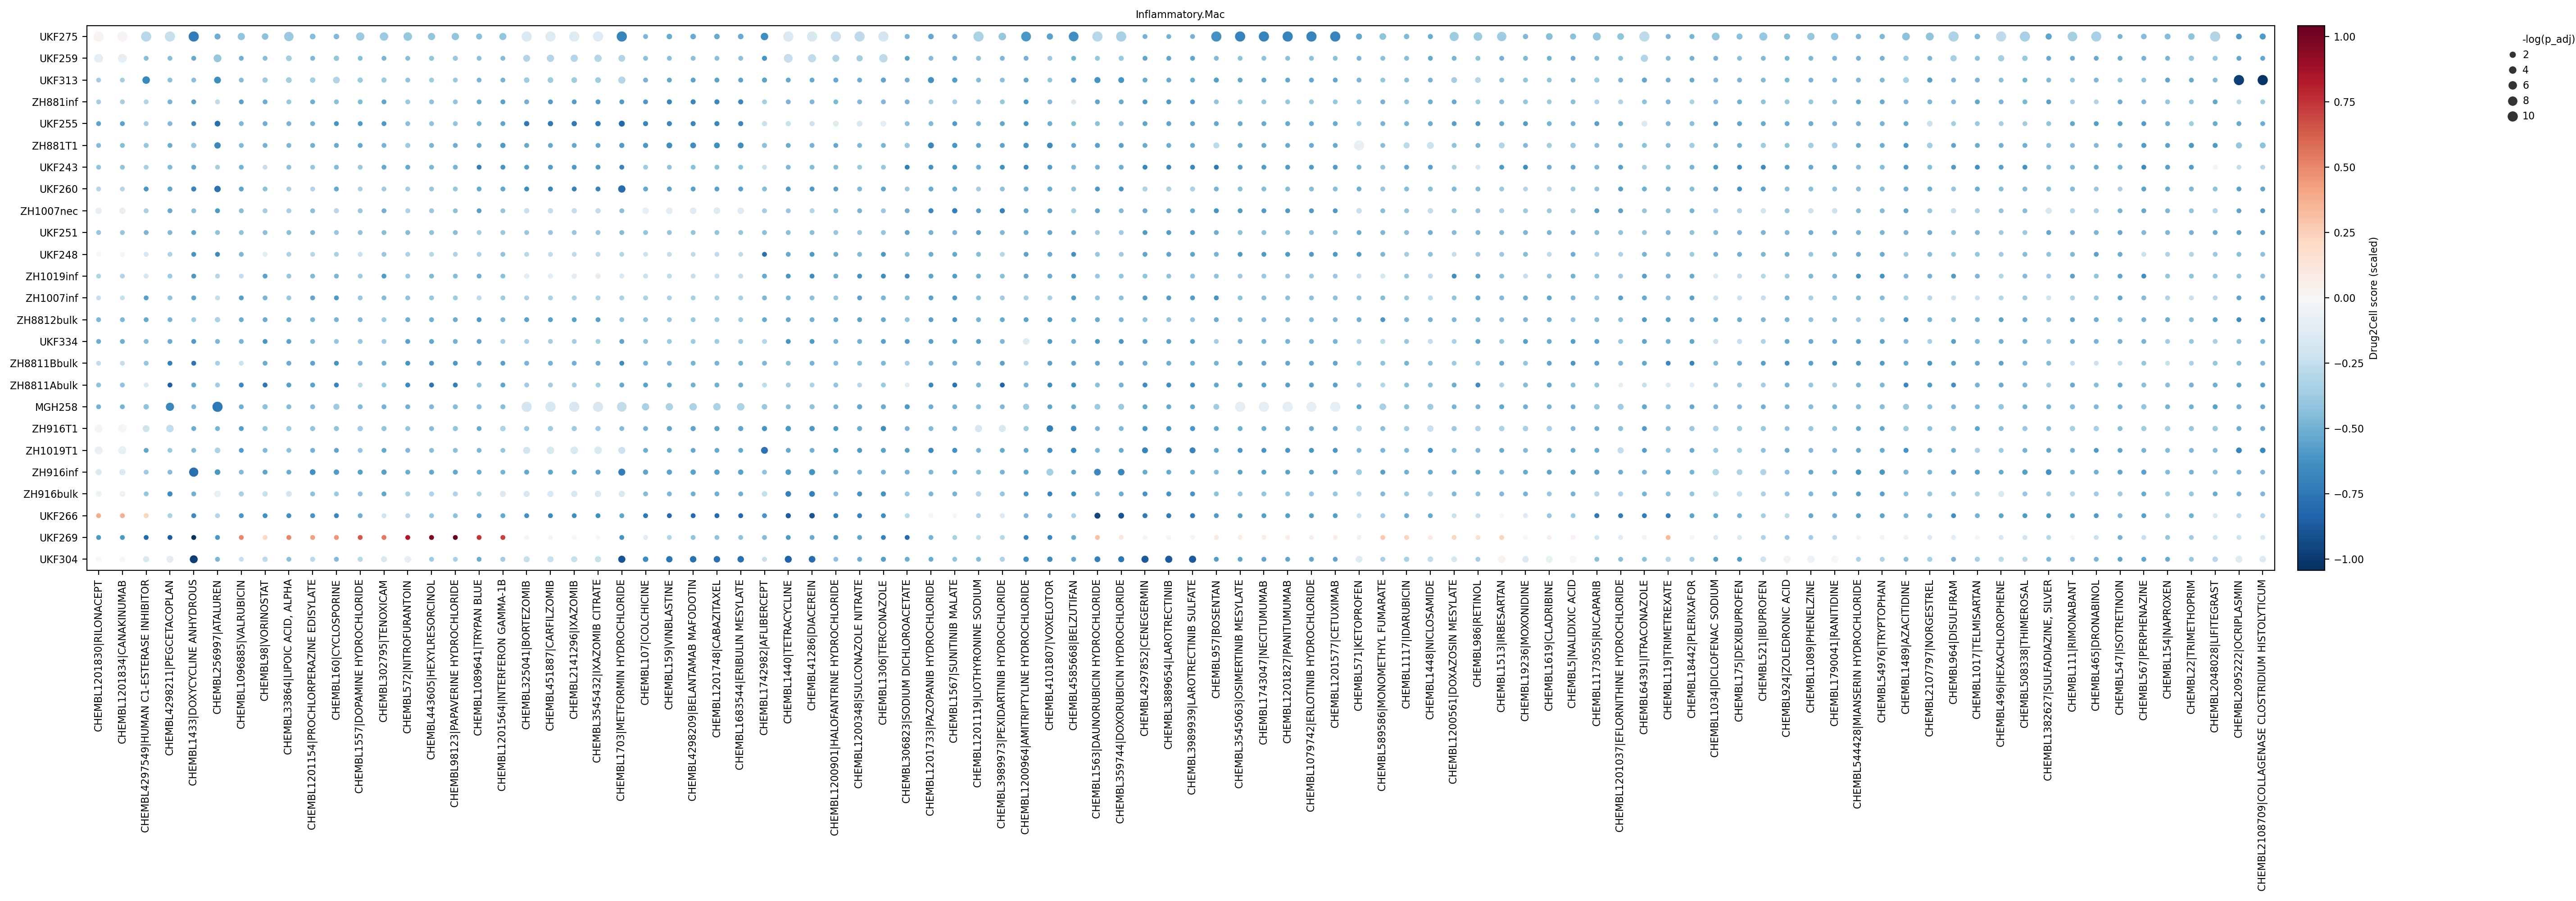 Inflammatory.Mac
UKF275
UKF259
UKF313
ZH881inf
UKF255
ZH881T1
UKF243
UKF260
ZH1007nec
UKF251
UKF248
ZH1019inf
ZH1007inf
ZH8812bulk
UKF334
ZH8811Bbulk
ZH8811Abulk
MGH258
ZH916T1
ZH1019T1
ZH916inf
ZH916bulk
UKF266
UKF269
UKF304
CHEMBL1201830|RILONACEPT
CHEMBL1201834|CANAKINUMAB
CHEMBL4297549|HUMAN C1-ESTERASE INHIBITOR
CHEMBL4298211|PEGCETACOPLAN
CHEMBL1433|DOXYCYCLINE ANHYDROUS
CHEMBL256997|ATALUREN
CHEMBL1096885|VALRUBICIN
CHEMBL98|VORINOSTAT
CHEMBL33864|LIPOIC ACID, ALPHA
CHEMBL1201154|PROCHLORPERAZINE EDISYLATE
CHEMBL160|CYCLOSPORINE
CHEMBL1557|DOPAMINE HYDROCHLORIDE
CHEMBL302795|TENOXICAM
CHEMBL572|NITROFURANTOIN
CHEMBL443605|HEXYLRESORCINOL
CHEMBL98123|PAPAVERINE HYDROCHLORIDE
CHEMBL1089641|TRYPAN BLUE
CHEMBL1201564|INTERFERON GAMMA-1B
CHEMBL325041|BORTEZOMIB
CHEMBL451887|CARFILZOMIB
CHEMBL2141296|IXAZOMIB
CHEMBL3545432|IXAZOMIB CITRATE
CHEMBL1703|METFORMIN HYDROCHLORIDE
CHEMBL107|COLCHICINE
CHEMBL159|VINBLASTINE
CHEMBL4298209|BELANTAMAB MAFODOTIN
CHEMBL1201748|CABAZITAXEL
CHEMBL1683544|ERIBULIN MESYLATE
CHEMBL1742982|AFLIBERCEPT
CHEMBL1440|TETRACYCLINE
CHEMBL41286|DIACEREIN
CHEMBL1200901|HALOFANTRINE HYDROCHLORIDE
CHEMBL1200348|SULCONAZOLE NITRATE
CHEMBL1306|TERCONAZOLE
CHEMBL306823|SODIUM DICHLOROACETATE
CHEMBL1201733|PAZOPANIB HYDROCHLORIDE
CHEMBL1567|SUNITINIB MALATE
CHEMBL1201119|LIOTHYRONINE SODIUM
CHEMBL3989973|PEXIDARTINIB HYDROCHLORIDE
CHEMBL1200964|AMITRIPTYLINE HYDROCHLORIDE
CHEMBL4101807|VOXELOTOR
CHEMBL4585668|BELZUTIFAN
CHEMBL1563|DAUNORUBICIN HYDROCHLORIDE
CHEMBL359744|DOXORUBICIN HYDROCHLORIDE
CHEMBL4297852|CENEGERMIN
CHEMBL3889654|LAROTRECTINIB
CHEMBL3989939|LAROTRECTINIB SULFATE
CHEMBL957|BOSENTAN
CHEMBL3545063|OSIMERTINIB MESYLATE
CHEMBL1743047|NECITUMUMAB
CHEMBL1201827|PANITUMUMAB
CHEMBL1079742|ERLOTINIB HYDROCHLORIDE
CHEMBL1201577|CETUXIMAB
CHEMBL571|KETOPROFEN
CHEMBL589586|MONOMETHYL FUMARATE
CHEMBL1117|IDARUBICIN
CHEMBL1448|NICLOSAMIDE
CHEMBL1200561|DOXAZOSIN MESYLATE
CHEMBL986|RETINOL
CHEMBL1513|IRBESARTAN
CHEMBL19236|MOXONIDINE
CHEMBL1619|CLADRIBINE
CHEMBL5|NALIDIXIC ACID
CHEMBL1173055|RUCAPARIB
CHEMBL1201037|EFLORNITHINE HYDROCHLORIDE
CHEMBL64391|ITRACONAZOLE
CHEMBL119|TRIMETREXATE
CHEMBL18442|PLERIXAFOR
CHEMBL1034|DICLOFENAC SODIUM
CHEMBL175|DEXIBUPROFEN
CHEMBL521|IBUPROFEN
CHEMBL924|ZOLEDRONIC ACID
CHEMBL1089|PHENELZINE
CHEMBL1790041|RANITIDINE
CHEMBL544428|MIANSERIN HYDROCHLORIDE
CHEMBL54976|TRYPTOPHAN
CHEMBL1489|AZACITIDINE
CHEMBL2107797|NORGESTREL
CHEMBL964|DISULFIRAM
CHEMBL1017|TELMISARTAN
CHEMBL496|HEXACHLOROPHENE
CHEMBL508338|THIMEROSAL
CHEMBL1382627|SULFADIAZINE, SILVER
CHEMBL111|RIMONABANT
CHEMBL465|DRONABINOL
CHEMBL547|ISOTRETINOIN
CHEMBL567|PERPHENAZINE
CHEMBL154|NAPROXEN
CHEMBL22|TRIMETHOPRIM
CHEMBL2048028|LIFITEGRAST
CHEMBL2095222|OCRIPLASMIN
CHEMBL2108709|COLLAGENASE CLOSTRIDIUM HISTOLYTICUM
1.00
0.75
0.50
0.25
0.00
−0.25
−0.50
−0.75
−1.00
Drug2Cell score (scaled)
-log(p_adj)
2
4
6
8
10